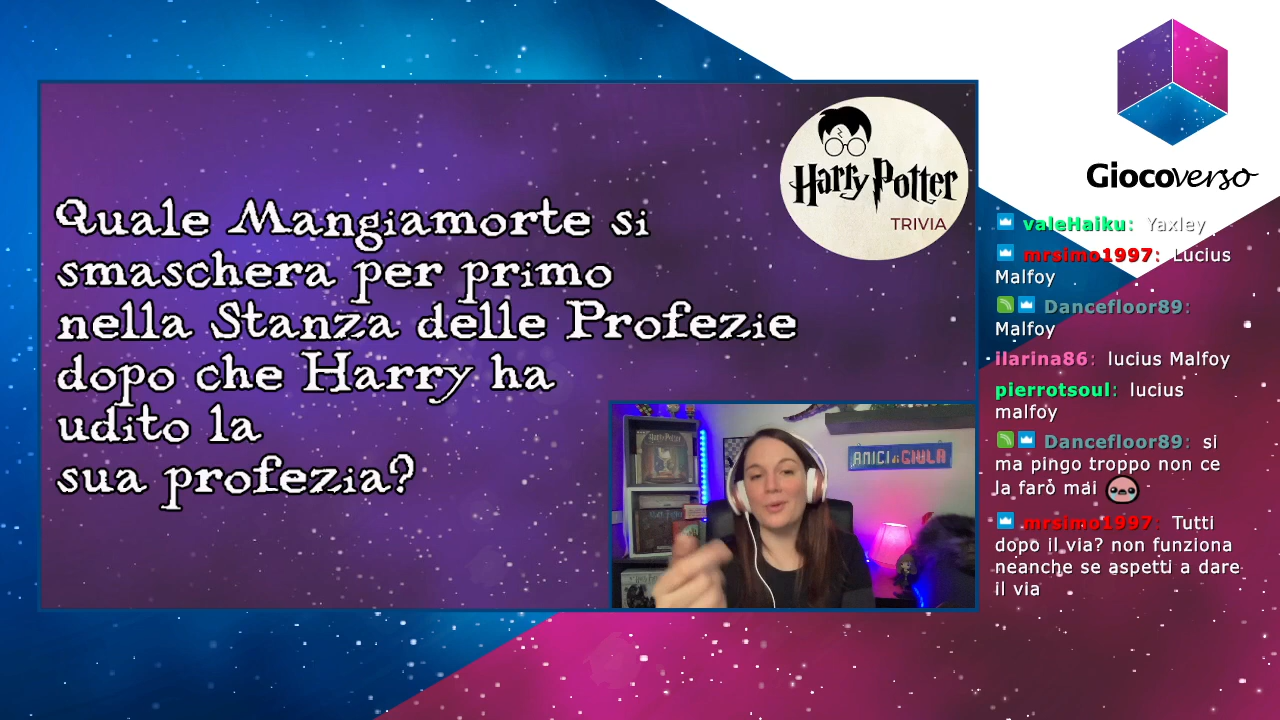 Quale Mangiamorte si
smaschera per primo
nella Stanza delle Profezie
dopo che Harry ha
udito la
sua profezia?
Harry Potter
TRIVIA
AMICI di GIULA
Giocoverso
valeHaiku: Yaxley
mrsimo1997: Lucius
Malfoy
Dancefloor89:
Malfoy
ilarina86: lucius Malfoy
pierrotsoul: lucius
malfoy
Dancefloor89: si
ma pingo troppo non ce
la farò mai
mrsimo1997: Tutti
dopo il via? non funziona
neanche se aspetti a dare
il via